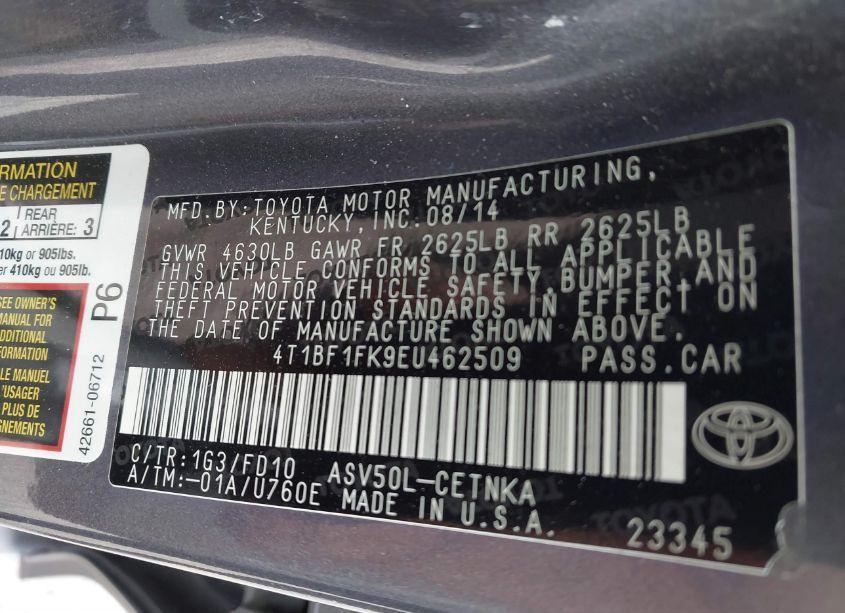 ORMATION
E CHARGEMENT
2 REAR ARRIÈRE: 3
10kg or 905lbs.
er 410kg ou 905lb.
SEE OWNER'S
MANUAL FOR
ADDITIONAL
FORMATION
LE MANUEL
'USAGER
PLUS DE
GNEMENTS
42661-06712 P6
MFD.BY:TOYOTA MOTOR MANUFACTURING,
KENTUCKY,INC.08/14
GVWR 4630LB GAWR FR 2625LB RR 2625LB
THIS VEHICLE CONFORMS TO ALL APPLICABLE
FEDERAL MOTOR VEHICLE SAFETY,BUMPER,AND
THEFT PREVENTION STANDARDS IN EFFECT ON
THE DATE OF MANUFACTURE SHOWN ABOVE.
4T1BF1FK9EU462509 PASS.CAR
C/TR:1G3/FD10 ASV50L-CETNKA
A/TM:-01A/U760E MADE IN U.S.A.
23345